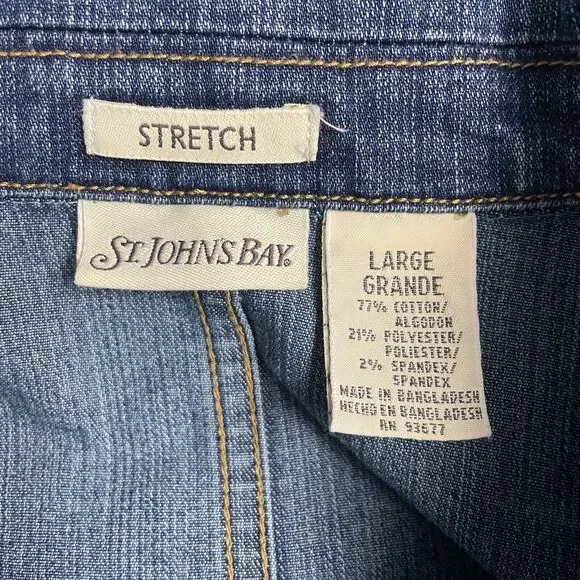 STRETCH
ST. JOHN'S BAY®
LARGE
GRANDE
77% COTTON/
ALGODON
21% POLYESTER/
POLIESTER/
2% SPANDEX/
SPANDEX
MADE IN BANGLADESH
HECHO EN BANGLADESH
RN 93677